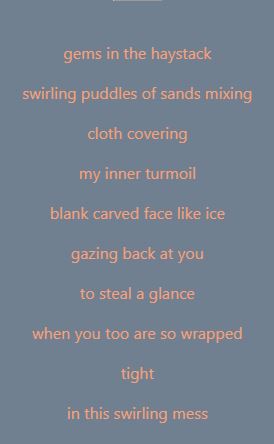 gems in the haystack
swirling puddles of sands mixing
cloth covering
my inner turmoil
blank carved face like ice
gazing back at you
to steal a glance
when you too are so wrapped
tight
in this swirling mess